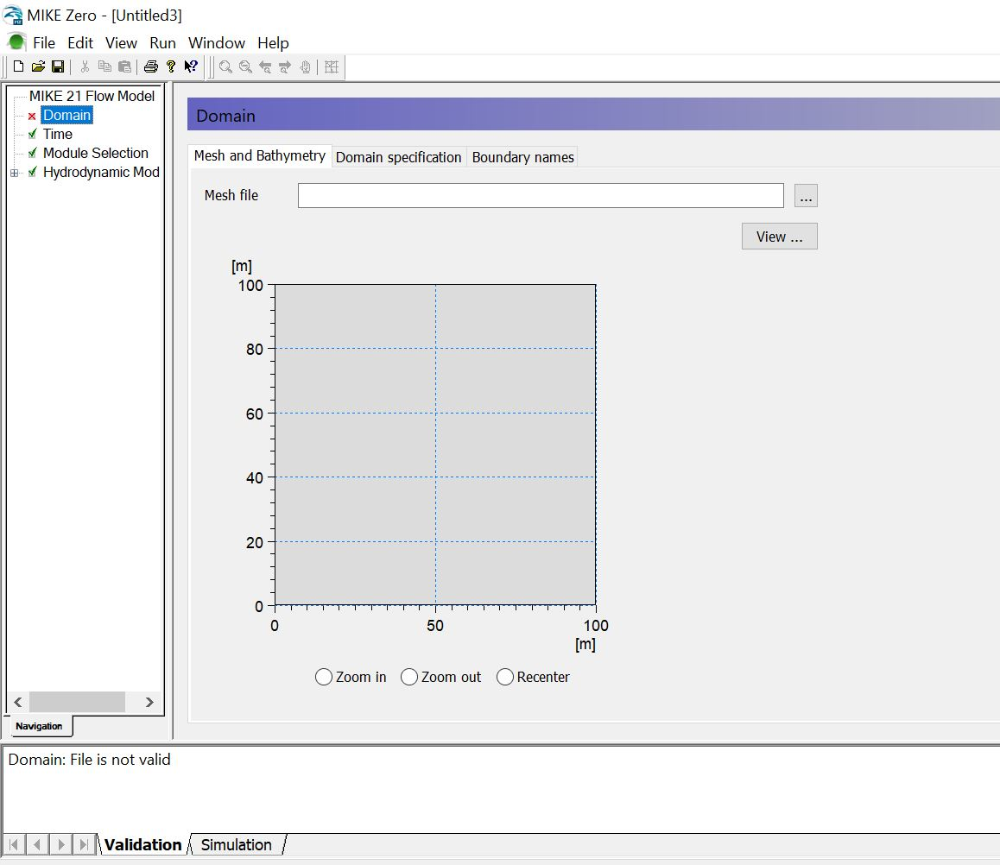 MIKE Zero - [Untitled3]
File Edit View Run Window Help
MIKE 21 Flow Model
Domain
Time
Module Selection
Hydrodynamic Mod
Navigation
Domain
Mesh and Bathymetry Domain specification Boundary names
Mesh file
...
View ...
[m]
100
80
60
40
20
0
0 50 100
[m]
Zoom in Zoom out Recenter
Domain: File is not valid
Validation Simulation